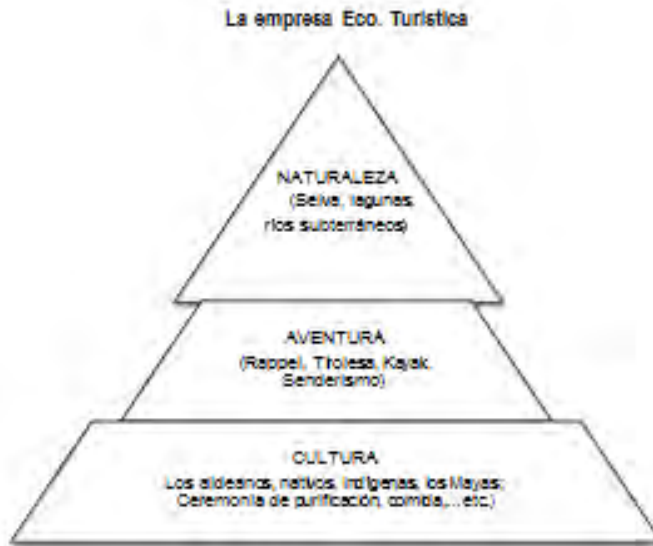 La empresa Eco. Turistica
NATURALEZA
(Selva, lagunas,
ríos subterráneos)
AVENTURA
(Rappel, Tirolesa, Kayak,
Senderismo)
CULTURA
Los aldeanos, nativos, indígenas, los Mayas;
Ceremonia de purificación, comida,... etc.)